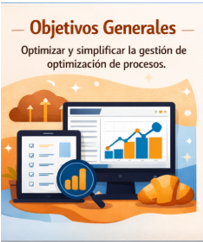 Objetivos Generales
Optimizar y simplificar la gestión de
optimización de procesos.